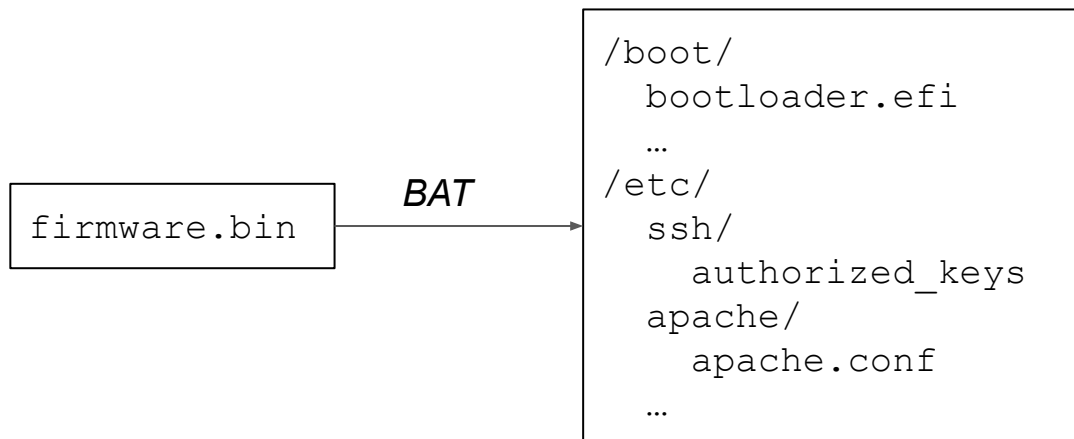 firmware.bin
BAT
/boot/
bootloader.efi
…
/etc/
ssh/
authorized_keys
apache/
apache.conf
…